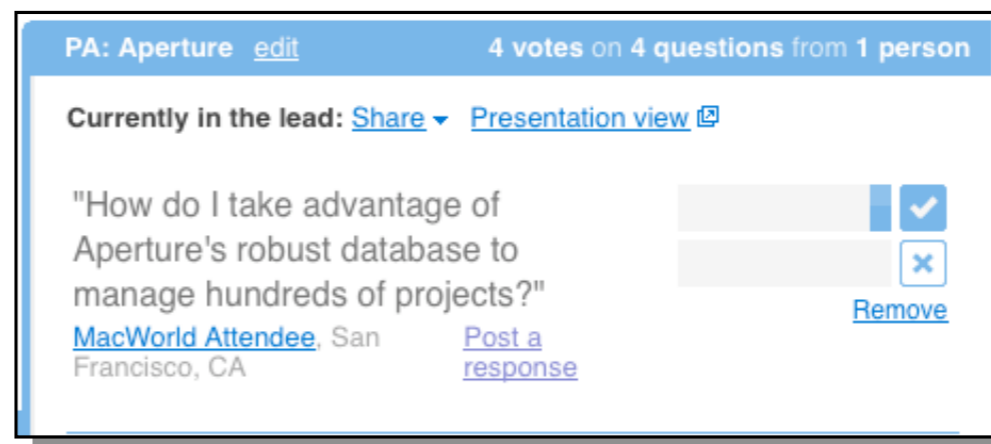 PA: Aperture edit 4 votes on 4 questions from 1 person
Currently in the lead: Share Presentation view
"How do I take advantage of
Aperture's robust database to
manage hundreds of projects?"
Remove
MacWorld Attendee, San
Francisco, CA
Post a
response